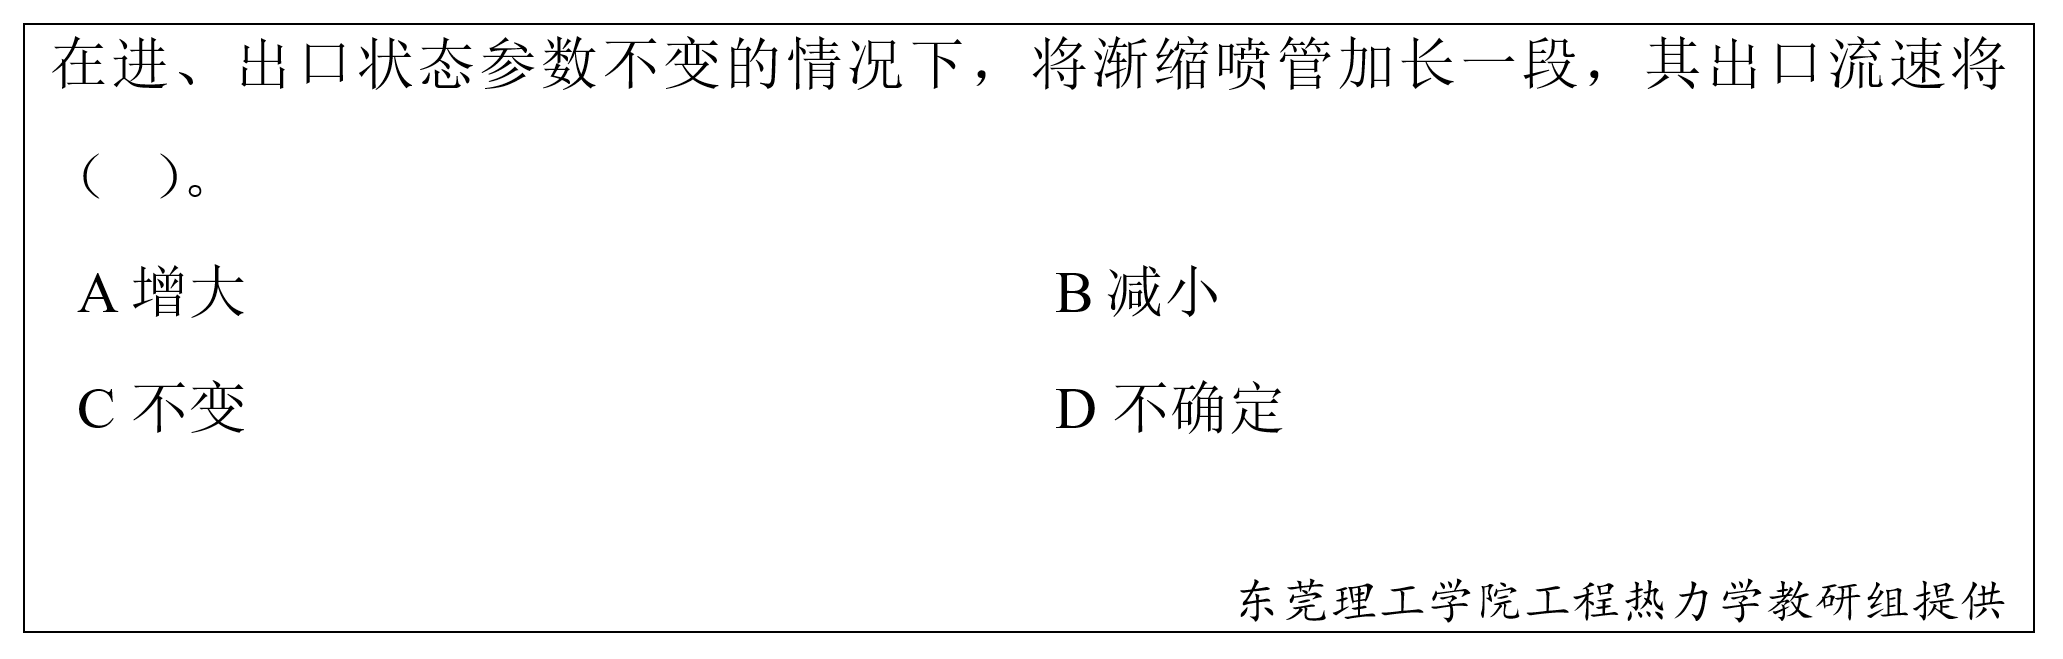 在进、出口状态参数不变的情况下，将渐缩喷管加长一段，其出口流速将
（　）。
A 增大　B 减小
C 不变　D 不确定
东莞理工学院工程热力学教研组提供